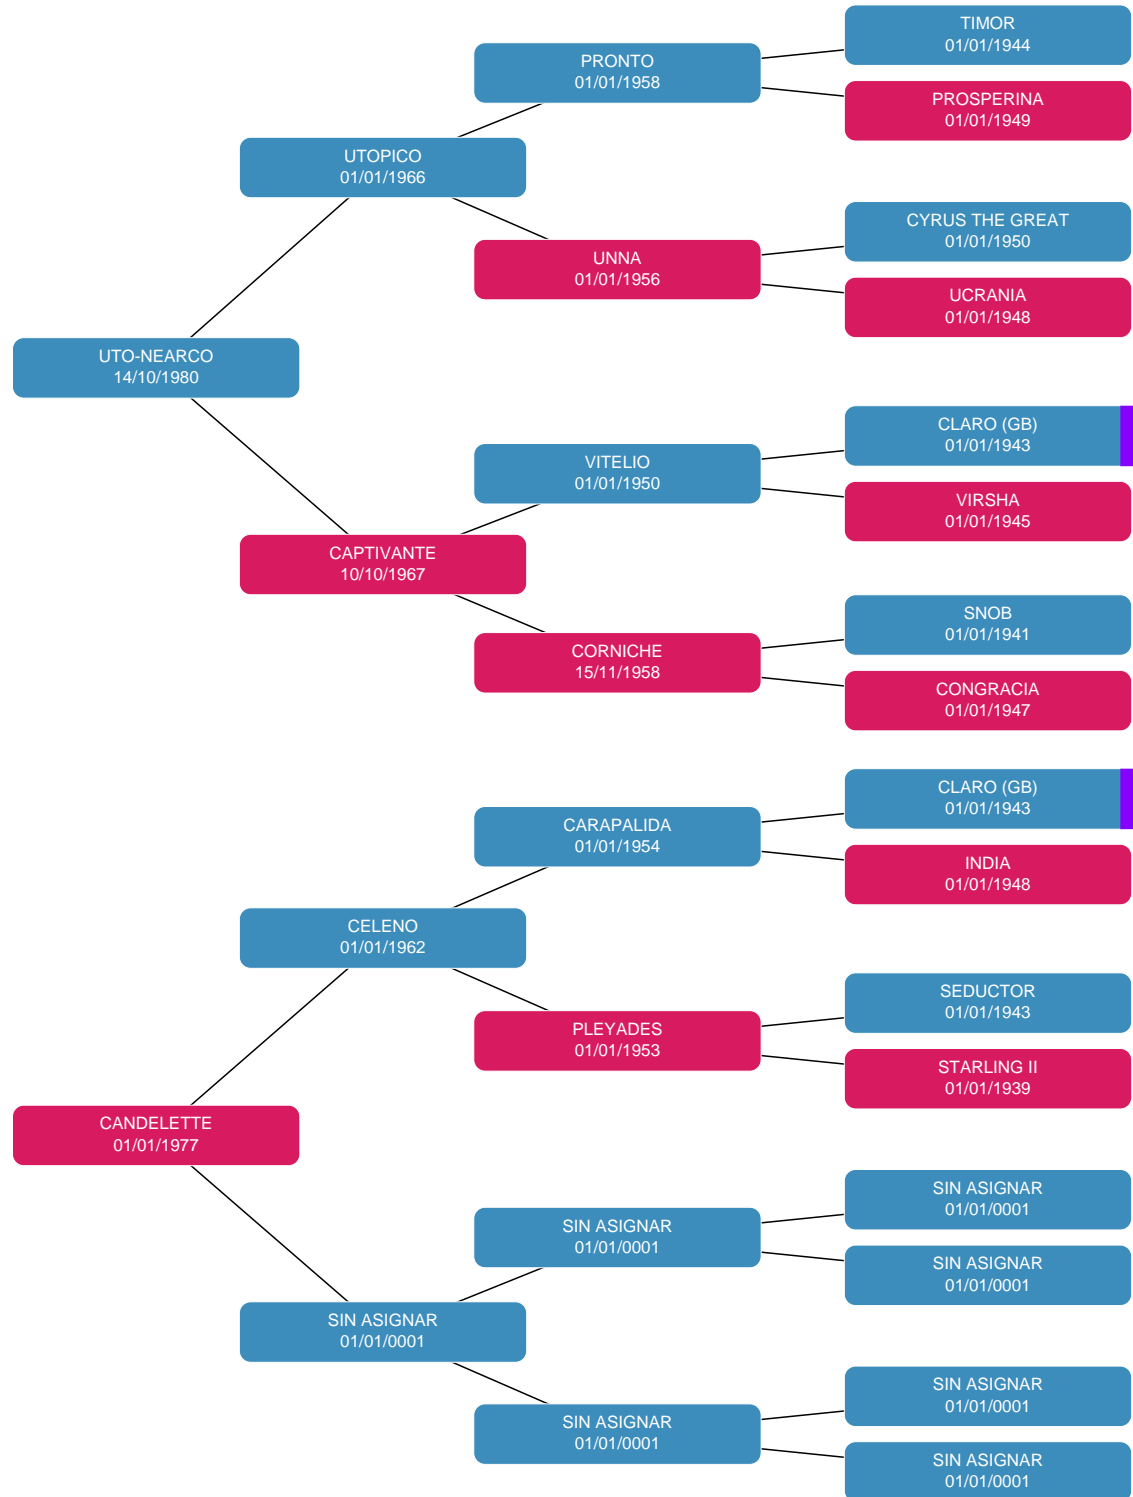 TIMOR
01/01/1944
PRONTO
01/01/1958
PROSPERINA
01/01/1949
UTOPICO
01/01/1966
CYRUS THE GREAT
01/01/1950
UNNA
01/01/1956
UCRANIA
01/01/1948
UTO-NEARCO
14/10/1980
CLARO (GB)
01/01/1943
VITELIO
01/01/1950
VIRSHA
01/01/1945
CAPTIVANTE
10/10/1967
SNOB
01/01/1941
CORNICHE
15/11/1958
CONGRACIA
01/01/1947
CLARO (GB)
01/01/1943
CARAPALIDA
01/01/1954
INDIA
01/01/1948
CELENO
01/01/1962
SEDUCTOR
01/01/1943
PLEYADES
01/01/1953
STARLING II
01/01/1939
CANDELETTE
01/01/1977
SIN ASIGNAR
01/01/0001
SIN ASIGNAR
01/01/0001
SIN ASIGNAR
01/01/0001
SIN ASIGNAR
01/01/0001
SIN ASIGNAR
01/01/0001
SIN ASIGNAR
01/01/0001
SIN ASIGNAR
01/01/0001